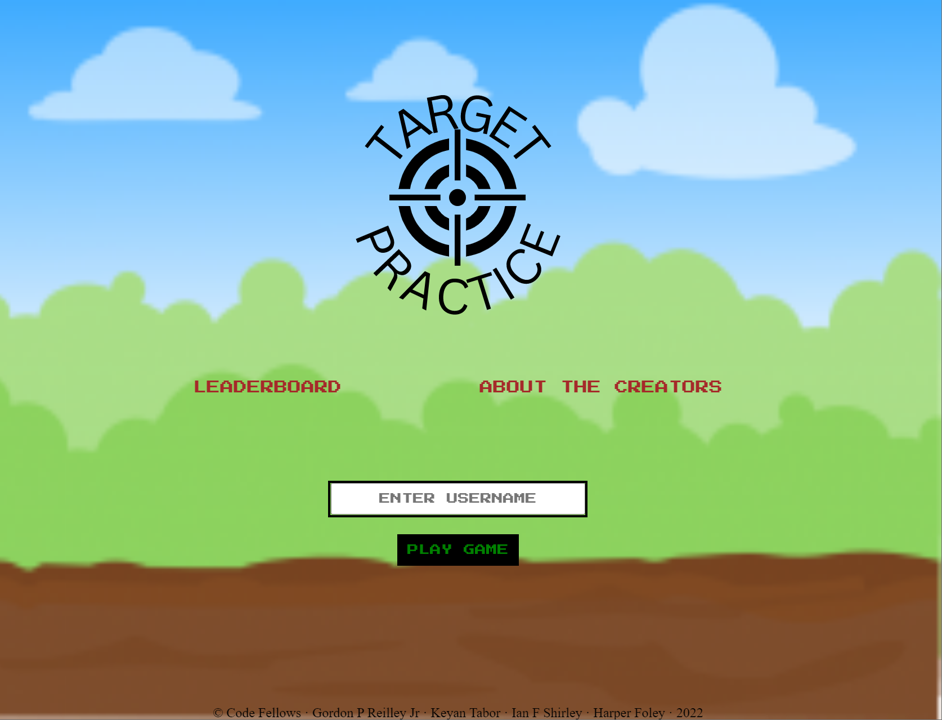 TARGET
PRACTICE
LEADERBOARD ABOUT THE CREATORS
ENTER USERNAME
PLAY GAME
© Code Fellows · Gordon P Reilley Jr · Keyan Tabor · Ian F Shirley · Harper Foley · 2022